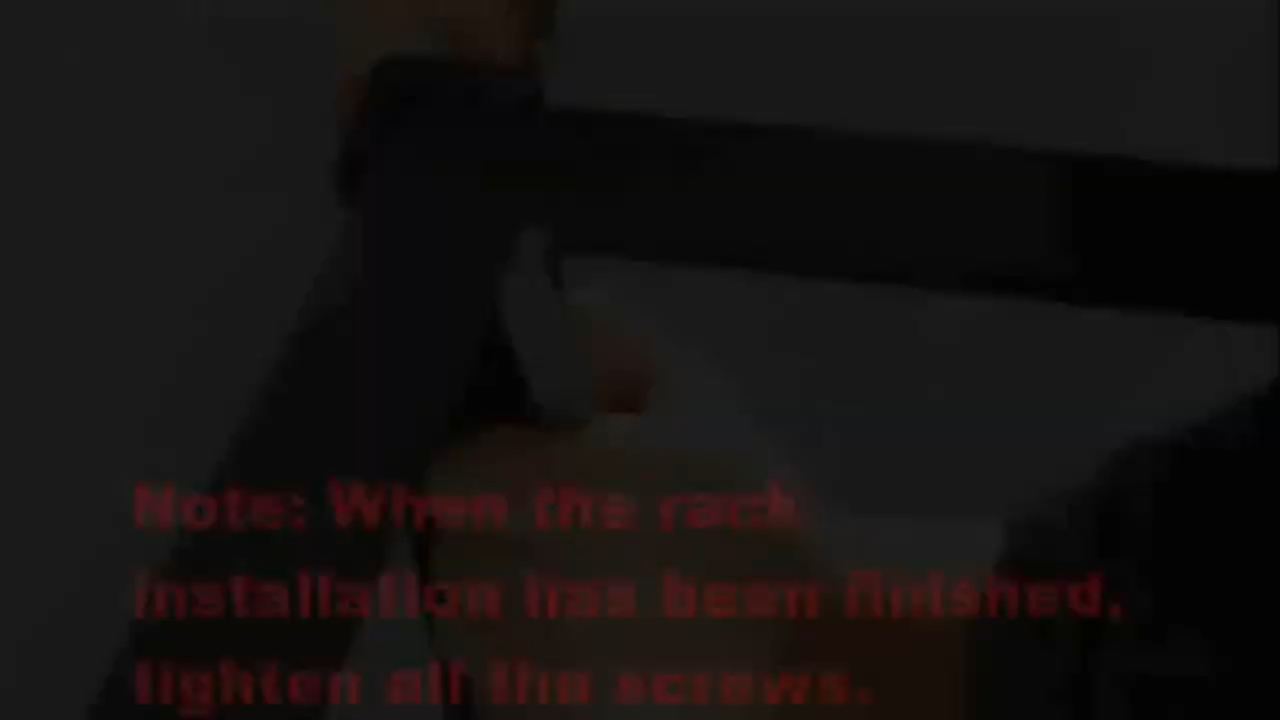 Note: When the rack
installation has been finished,
tighten all the screws.